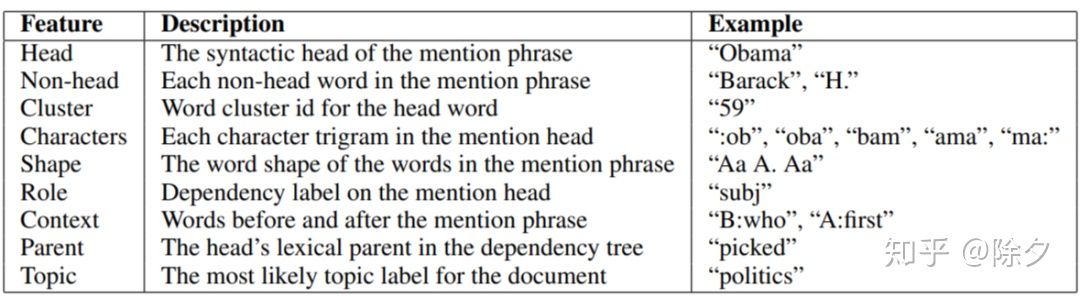 Feature Description Example
Head The syntactic head of the mention phrase “Obama”
Non-head Each non-head word in the mention phrase “Barack”, “H.”
Cluster Word cluster id for the head word “59”
Characters Each character trigram in the mention head “:ob”, “oba”, “bam”, “ama”, “ma:”
Shape The word shape of the words in the mention phrase “Aa A. Aa”
Role Dependency label on the mention head “subj”
Context Words before and after the mention phrase “B:who”, “A:first”
Parent The head’s lexical parent in the dependency tree “picked”
Topic The most likely topic label for the document “politics”
知乎 @除夕